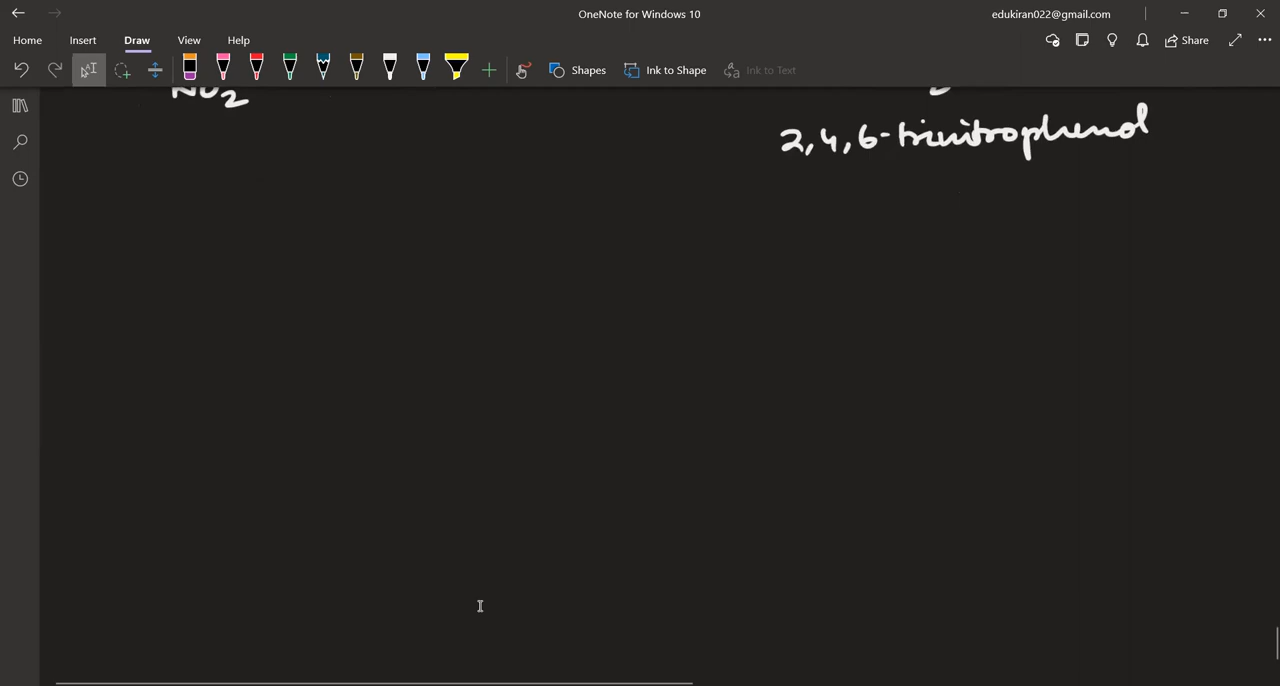 OneNote for Windows 10
edukiran022@gmail.com
Home Insert Draw View Help
Share
Shapes Ink to Shape Ink to Text
NO2
2
2,4,6-trinitrophenol